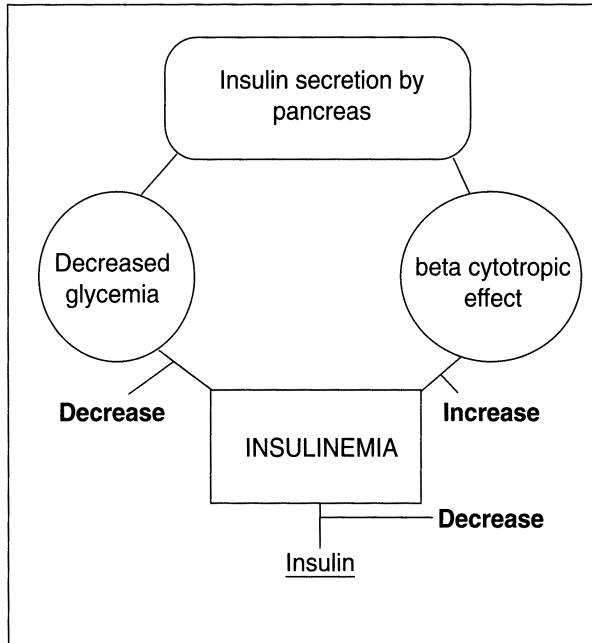 Insulin secretion by
pancreas
Decreased
glycemia
beta cytotropic
effect
Decrease
Increase
INSULINEMIA
Decrease
Insulin